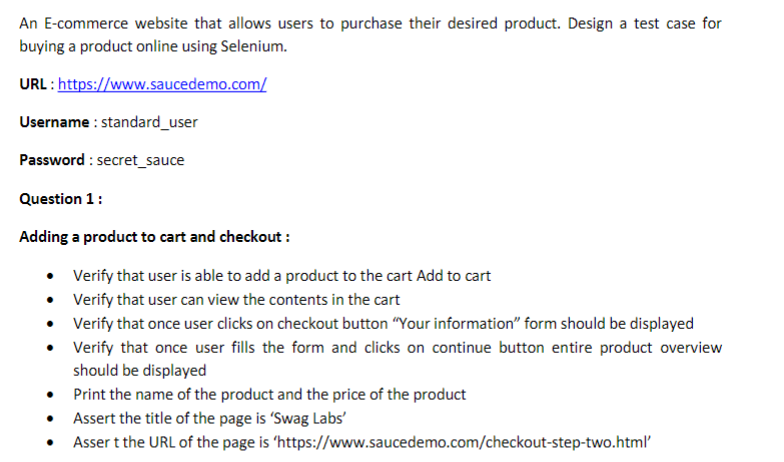 An E-commerce website that allows users to purchase their desired product. Design a test case for
buying a product online using Selenium.
URL : https://www.saucedemo.com/
Username : standard_user
Password : secret_sauce
Question 1 :
Adding a product to cart and checkout :
• Verify that user is able to add a product to the cart Add to cart
• Verify that user can view the contents in the cart
• Verify that once user clicks on checkout button “Your information” form should be displayed
• Verify that once user fills the form and clicks on continue button entire product overview
should be displayed
• Print the name of the product and the price of the product
• Assert the title of the page is ‘Swag Labs’
• Asser t the URL of the page is ‘https://www.saucedemo.com/checkout-step-two.html’